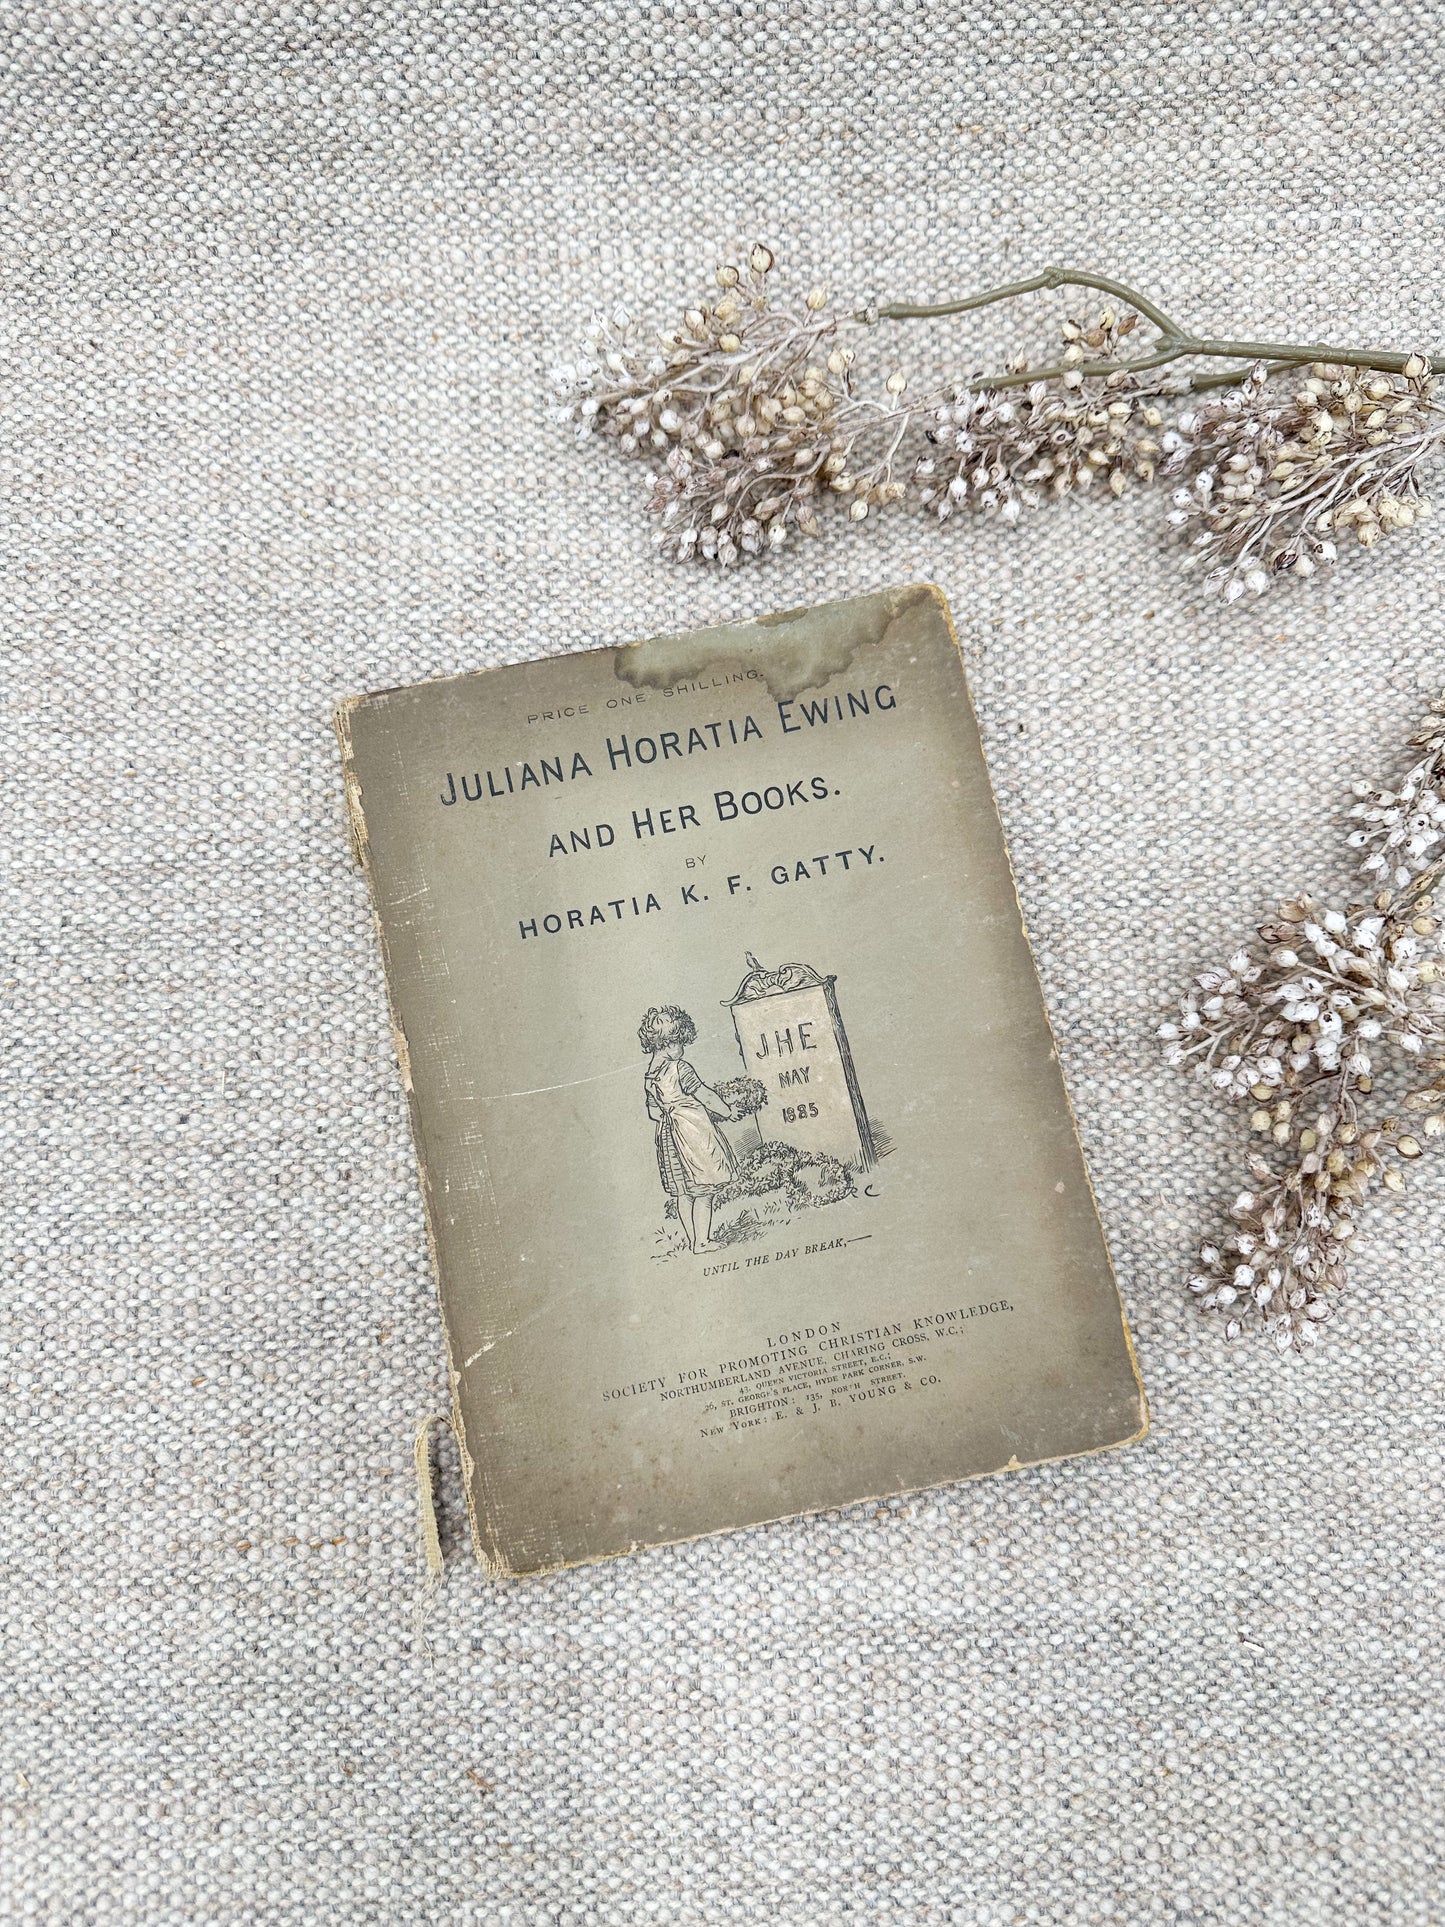 PRICE ONE SHILLING.
JULIANA HORATIA EWING
AND HER BOOKS.
BY
HORATIA K. F. GATTY.
JHE
MAY
1885
RC
UNTIL THE DAY BREAK,—
LONDON
SOCIETY FOR PROMOTING CHRISTIAN KNOWLEDGE,
NORTHUMBERLAND AVENUE, CHARING CROSS, W.C.;
43, QUEEN VICTORIA STREET, E.C.;
26, ST. GEORGE'S PLACE, HYDE PARK CORNER, S.W.
BRIGHTON: 135, NORTH STREET.
NEW YORK: E. & J. B. YOUNG & CO.